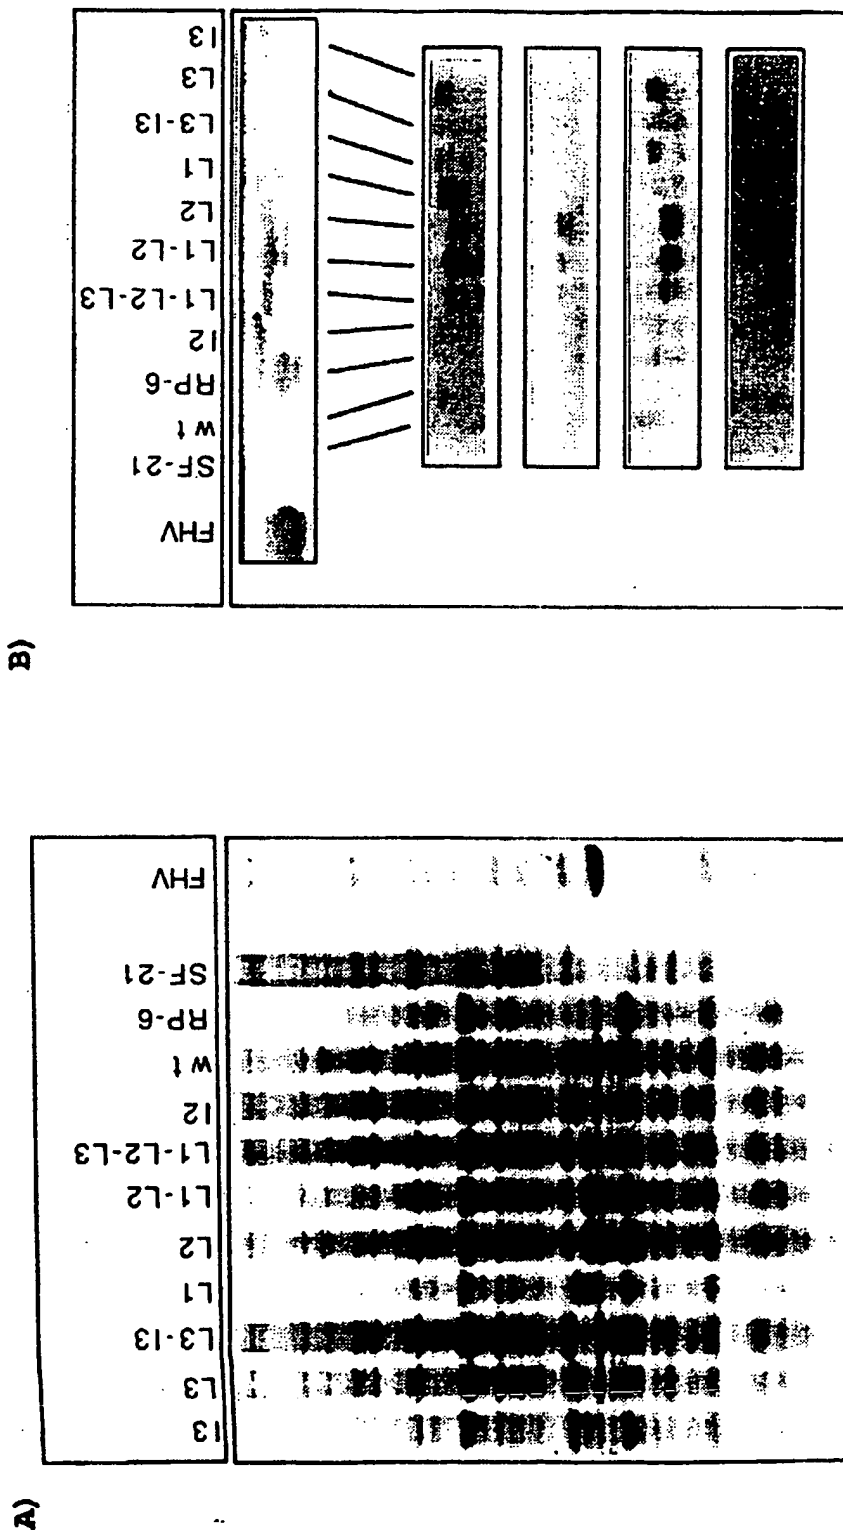 B)
I3
L3
L3-I3
L1
L2
L1-L2
L1-L2-L3
I2
RP-6
wt
SF-21
FHV
A)
FHV
SF-21
RP-6
wt
I2
L1-L2-L3
L1-L2
L2
L1
L3-I3
L3
I3